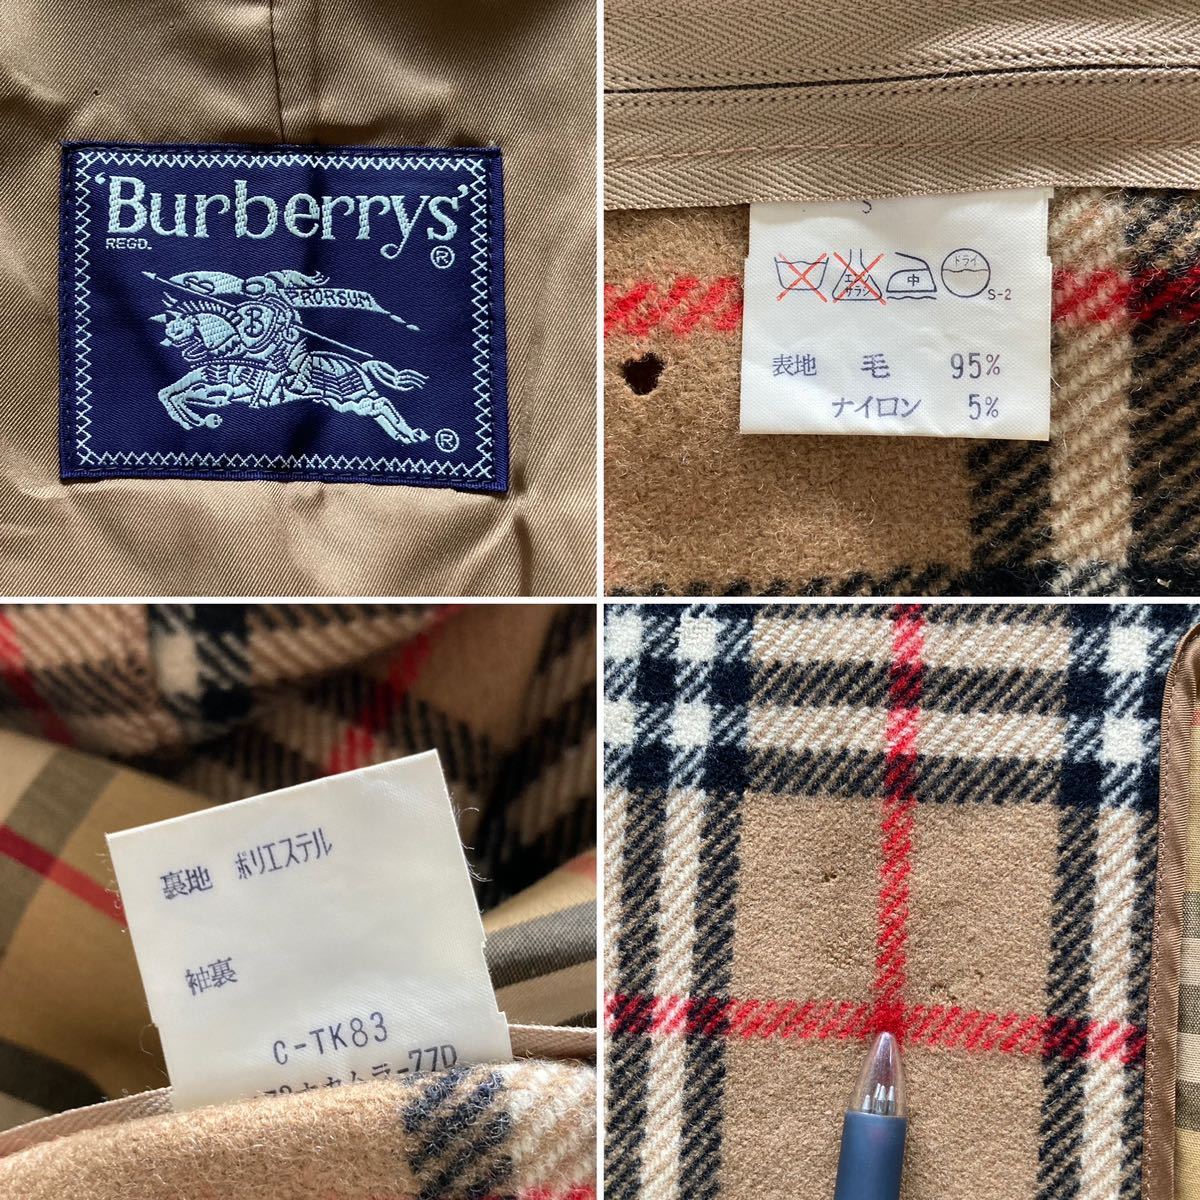 'Burberrys'
REGD.
®
PRORSUM
B
®
S
エンソ
サラシ
中
ドライ
S-2
表地 毛 95%
ナイロン 5%
裏地 ポリエステル
袖裏
C-TK83
-77D